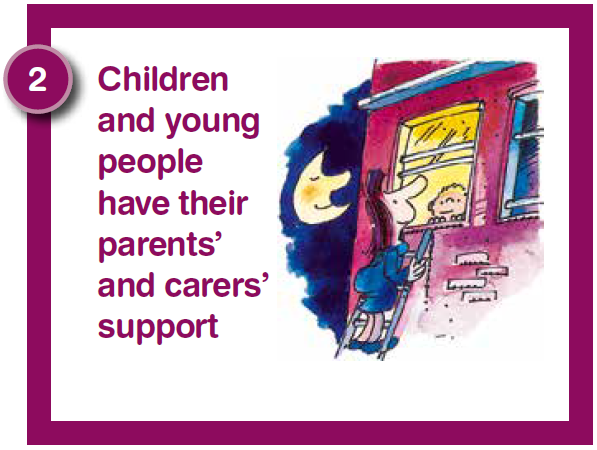 2
Children
and young
people
have their
parents’
and carers’
support